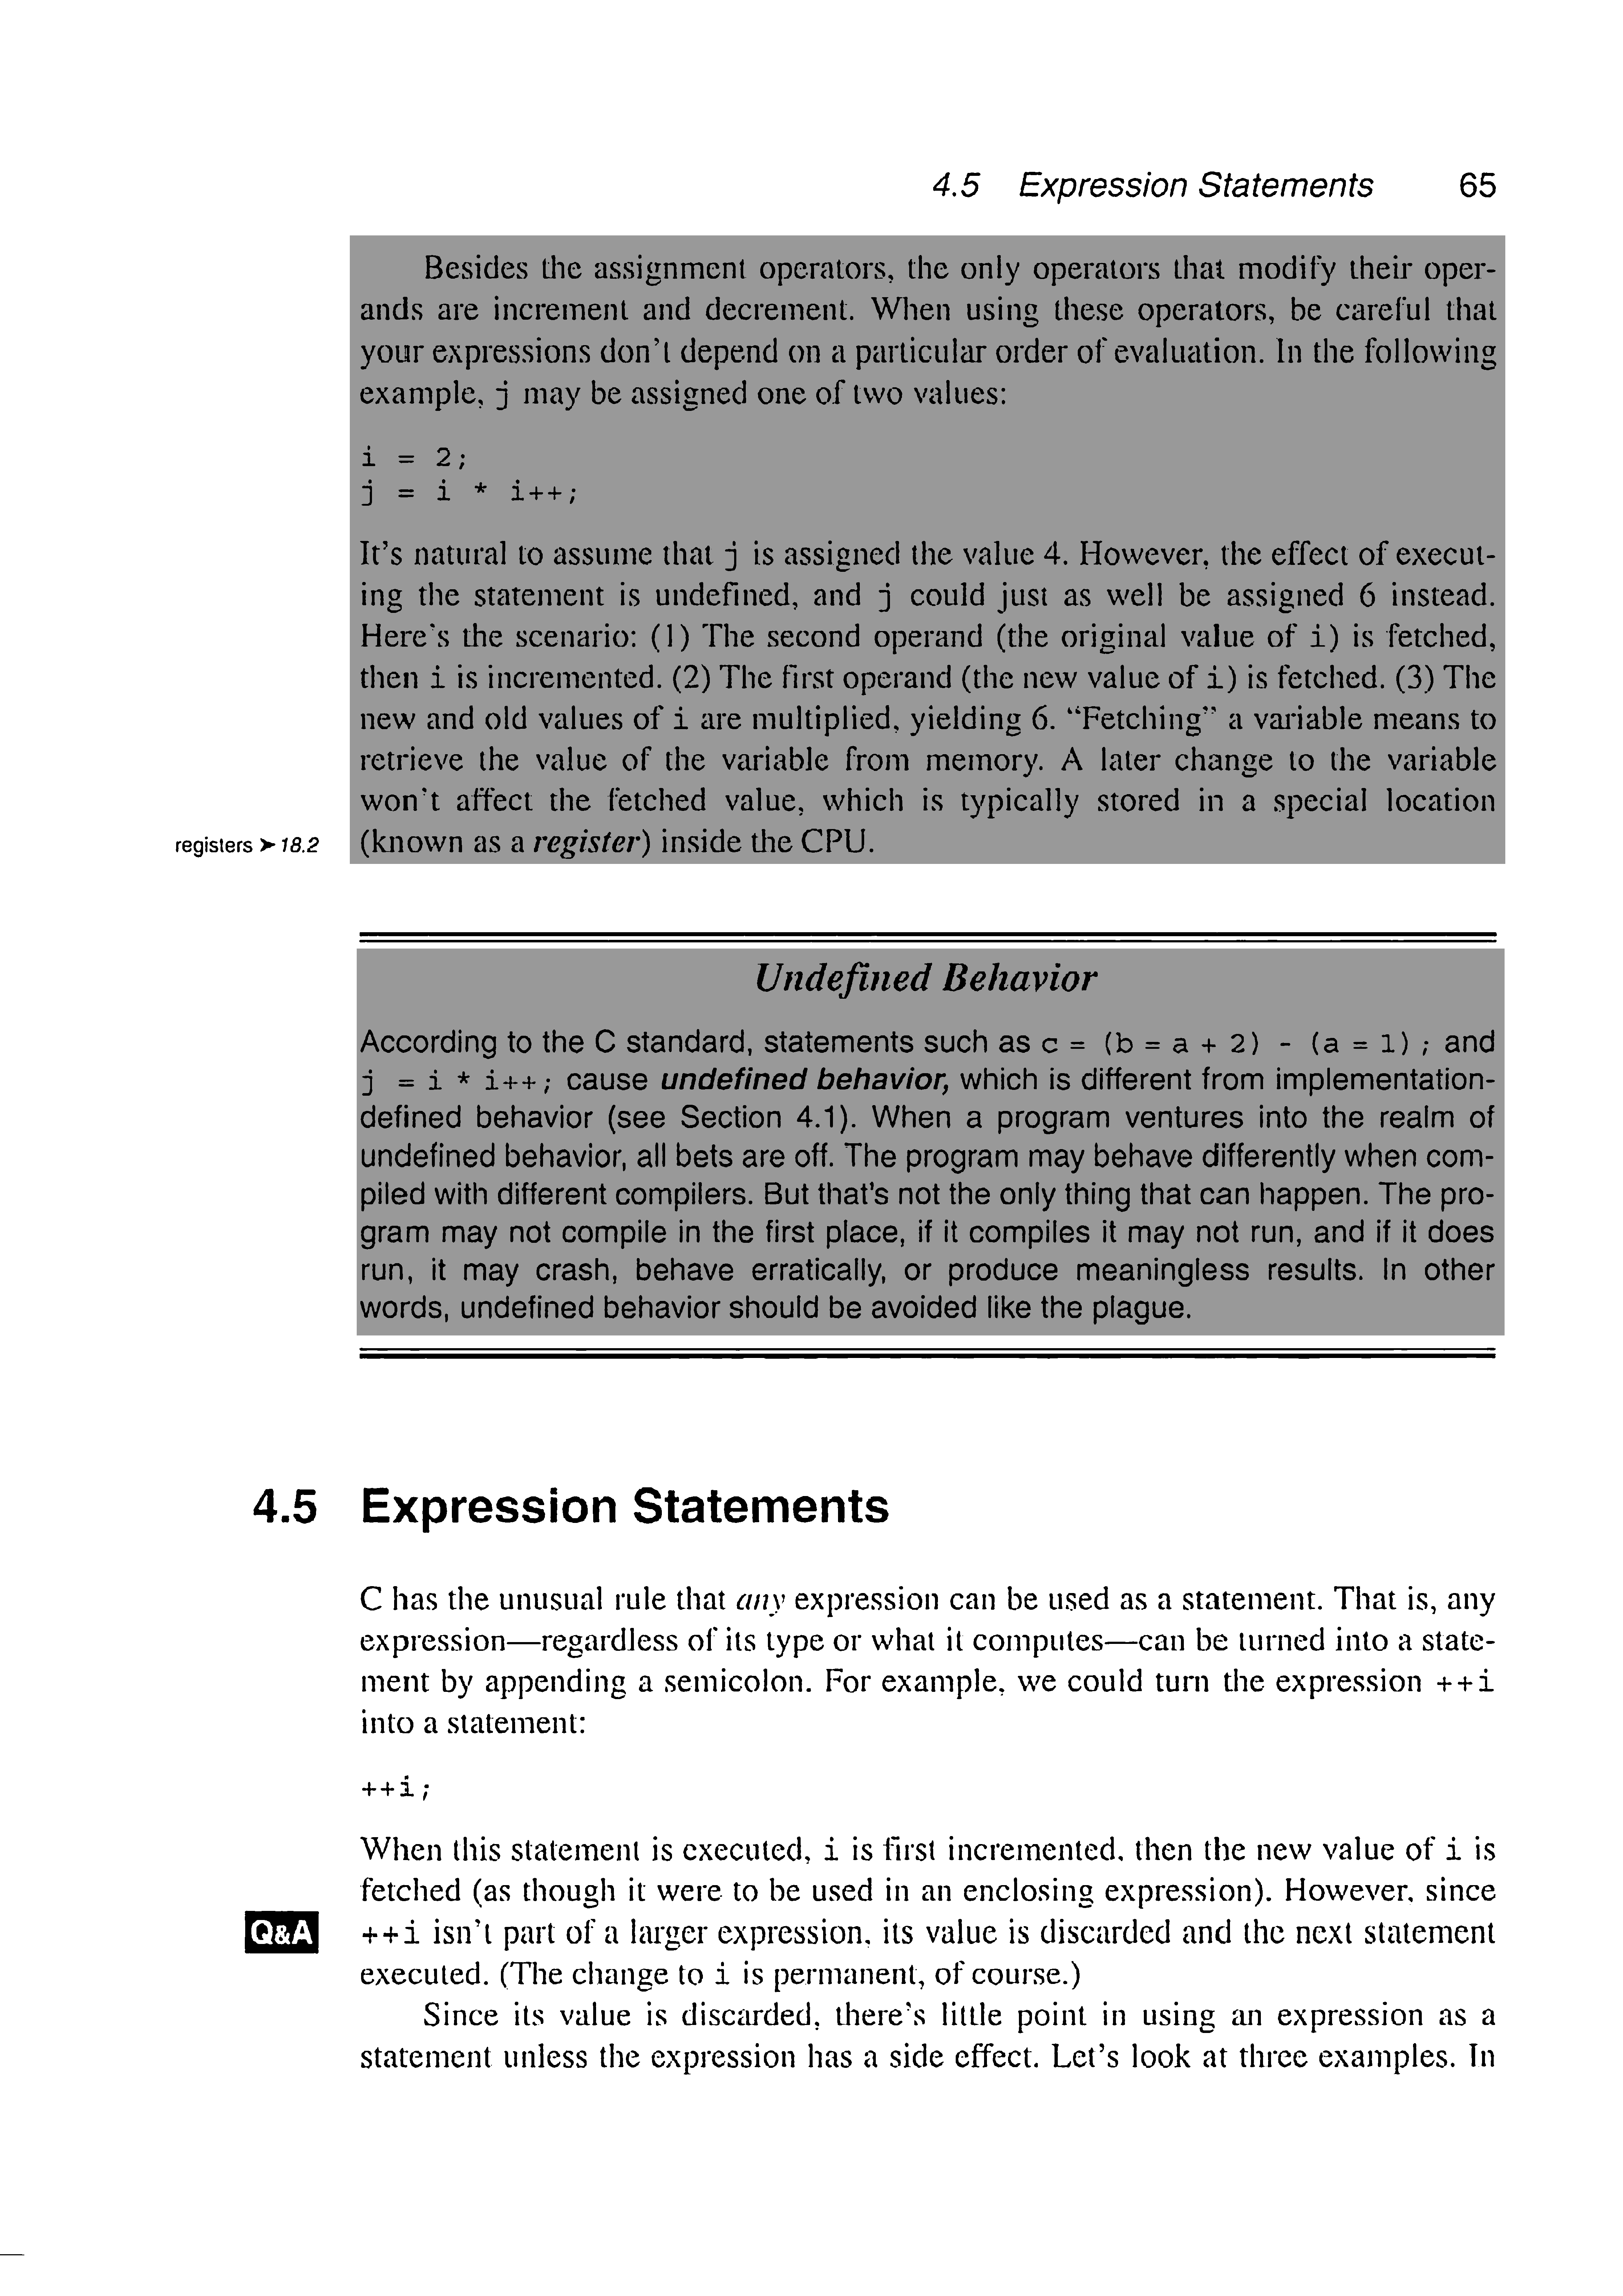 4.5 Expression Statements 65
Besides the assignment operators, the only operators that modify their oper-
ands are increment and decrement. When using these operators, be careful that
your expressions don't depend on a particular order of evaluation. In the following
example, j may be assigned one of two values:
i = 2;
j = i * i++;
It's natural to assume that j is assigned the value 4. However, the effect of execut-
ing the statement is undefined, and j could just as well be assigned 6 instead.
Here's the scenario: (1) The second operand (the original value of i) is fetched,
then i is incremented. (2) The first operand (the new value of i) is fetched. (3) The
new and old values of i are multiplied, yielding 6. “Fetching” a variable means to
retrieve the value of the variable from memory. A later change to the variable
won't affect the fetched value, which is typically stored in a special location
registers ➤ 18.2 (known as a register) inside the CPU.
Undefined Behavior
According to the C standard, statements such as c = (b = a + 2) - (a = 1); and
j = i * i++; cause undefined behavior, which is different from implementation-
defined behavior (see Section 4.1). When a program ventures into the realm of
undefined behavior, all bets are off. The program may behave differently when com-
piled with different compilers. But that's not the only thing that can happen. The pro-
gram may not compile in the first place, if it compiles it may not run, and if it does
run, it may crash, behave erratically, or produce meaningless results. In other
words, undefined behavior should be avoided like the plague.
4.5 Expression Statements
C has the unusual rule that any expression can be used as a statement. That is, any
expression—regardless of its type or what it computes—can be turned into a state-
ment by appending a semicolon. For example, we could turn the expression ++i
into a statement:
++i;
When this statement is executed, i is first incremented, then the new value of i is
fetched (as though it were to be used in an enclosing expression). However, since
Q&A ++i isn't part of a larger expression, its value is discarded and the next statement
executed. (The change to i is permanent, of course.)
Since its value is discarded, there's little point in using an expression as a
statement unless the expression has a side effect. Let's look at three examples. In